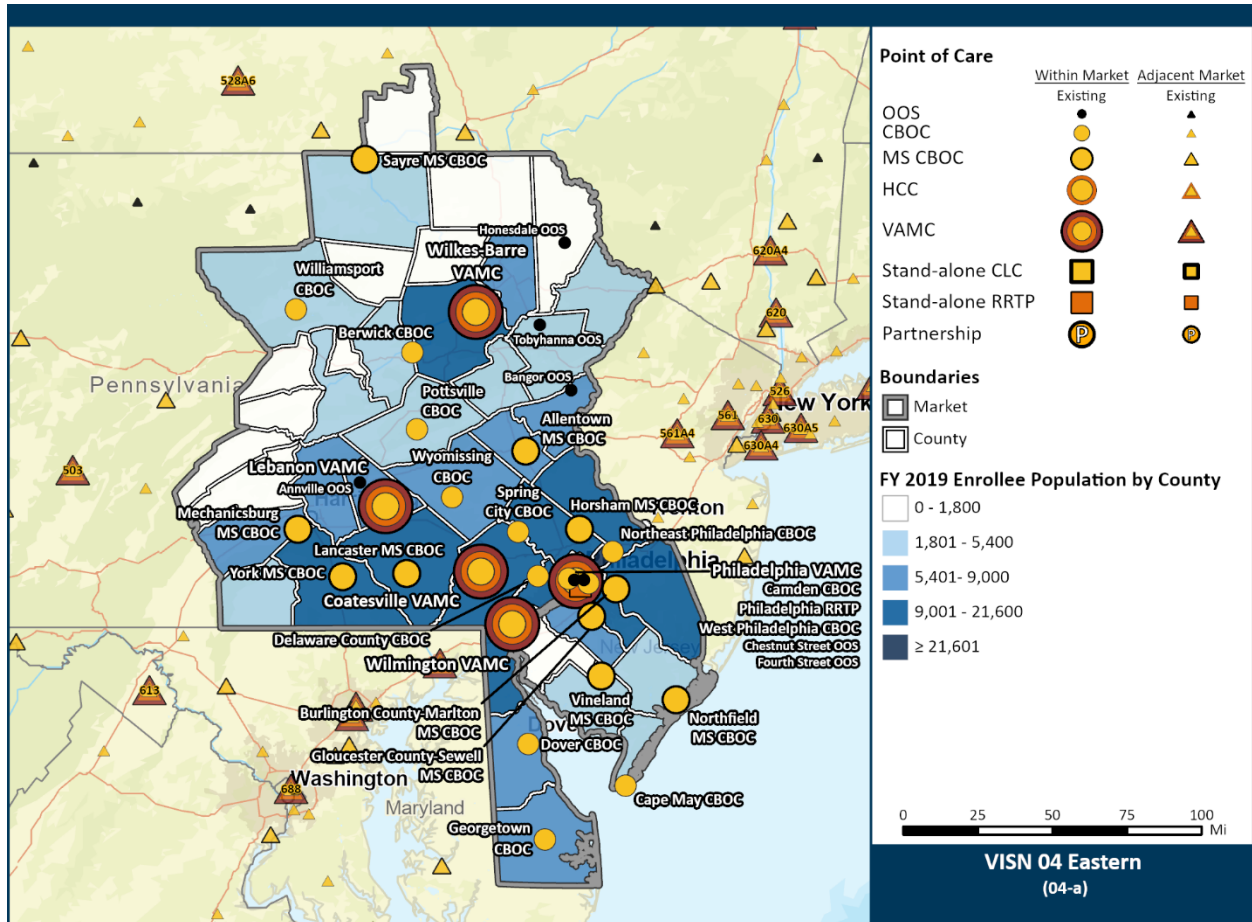 528A6
Sayre MS CBOC
Honesdale OOS
Wilkes-Barre
VAMC
620A4
Williamsport
CBOC
620
Berwick CBOC
Tobyhanna OOS
Pennsylvania
Bangor OOS
Pottsville
CBOC
526
New York
561
630
630A5
Allentown
MS CBOC
561A4
630A4
503
Wyomissing
CBOC
Lebanon VAMC
Annville OOS
Spring
City CBOC
Horsham MS CBOC
Mechanicsburg
MS CBOC
Northeast Philadelphia CBOC
Lancaster MS CBOC
York MS CBOC
Philadelphia VAMC
Camden CBOC
Coatesville VAMC
Philadelphia RRTP
West Philadelphia CBOC
Delaware County CBOC
Chestnut Street OOS
Fourth Street OOS
New Jersey
Wilmington VAMC
613
Vineland
MS CBOC
Burlington County-Marlton
MS CBOC
Northfield
MS CBOC
Dover CBOC
Gloucester County-Sewell
MS CBOC
Washington
688
Cape May CBOC
Maryland
Georgetown
CBOC
Point of Care
Within Market Adjacent Market
Existing Existing
OOS
CBOC
MS CBOC
HCC
VAMC
Stand-alone CLC
Stand-alone RRTP
Partnership
P P
Boundaries
Market
County
FY 2019 Enrollee Population by County
0 - 1,800
1,801 - 5,400
5,401- 9,000
9,001 - 21,600
≥ 21,601
0 25 50 75 100
Mi
VISN 04 Eastern
(04-a)